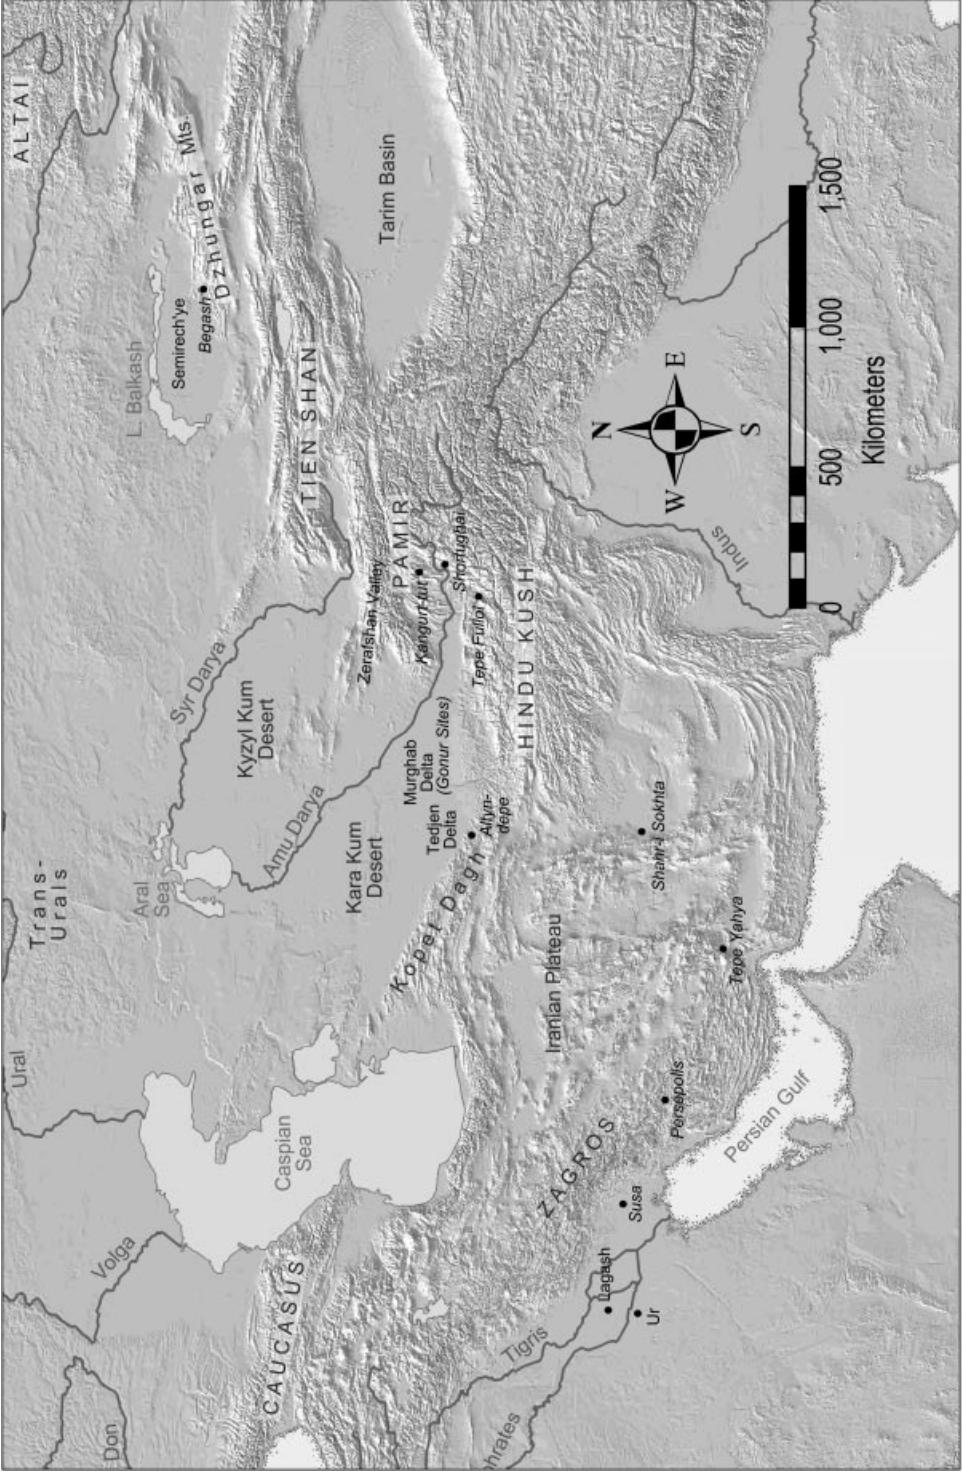 Don
Volga
Ural
Trans-
Urals
ALTAI
CAUCASUS
Caspian
Sea
Aral
Sea
Syr Darya
Kyzyl Kum
Desert
Amu Darya
Kara Kum
Desert
L. Balkash
Semirech'ye
Begash
Dzhungar Mts.
TIEN SHAN
Tarim Basin
Zerafshan Valley
PAMIR
Kangurt-tut
Shortughai
Tepe Fullol
HINDU KUSH
Murghab
Delta
(Gonur Sites)
Tedjen
Delta
Altyn-
depe
Kopet Dagh
Iranian Plateau
ZAGROS
Tigris
phrates
Lagash
Ur
Susa
Persepolis
Tepe Yahya
Shahr-i Sokhta
Persian Gulf
Indus
N
W
E
S
0
500
1,000
1,500
Kilometers